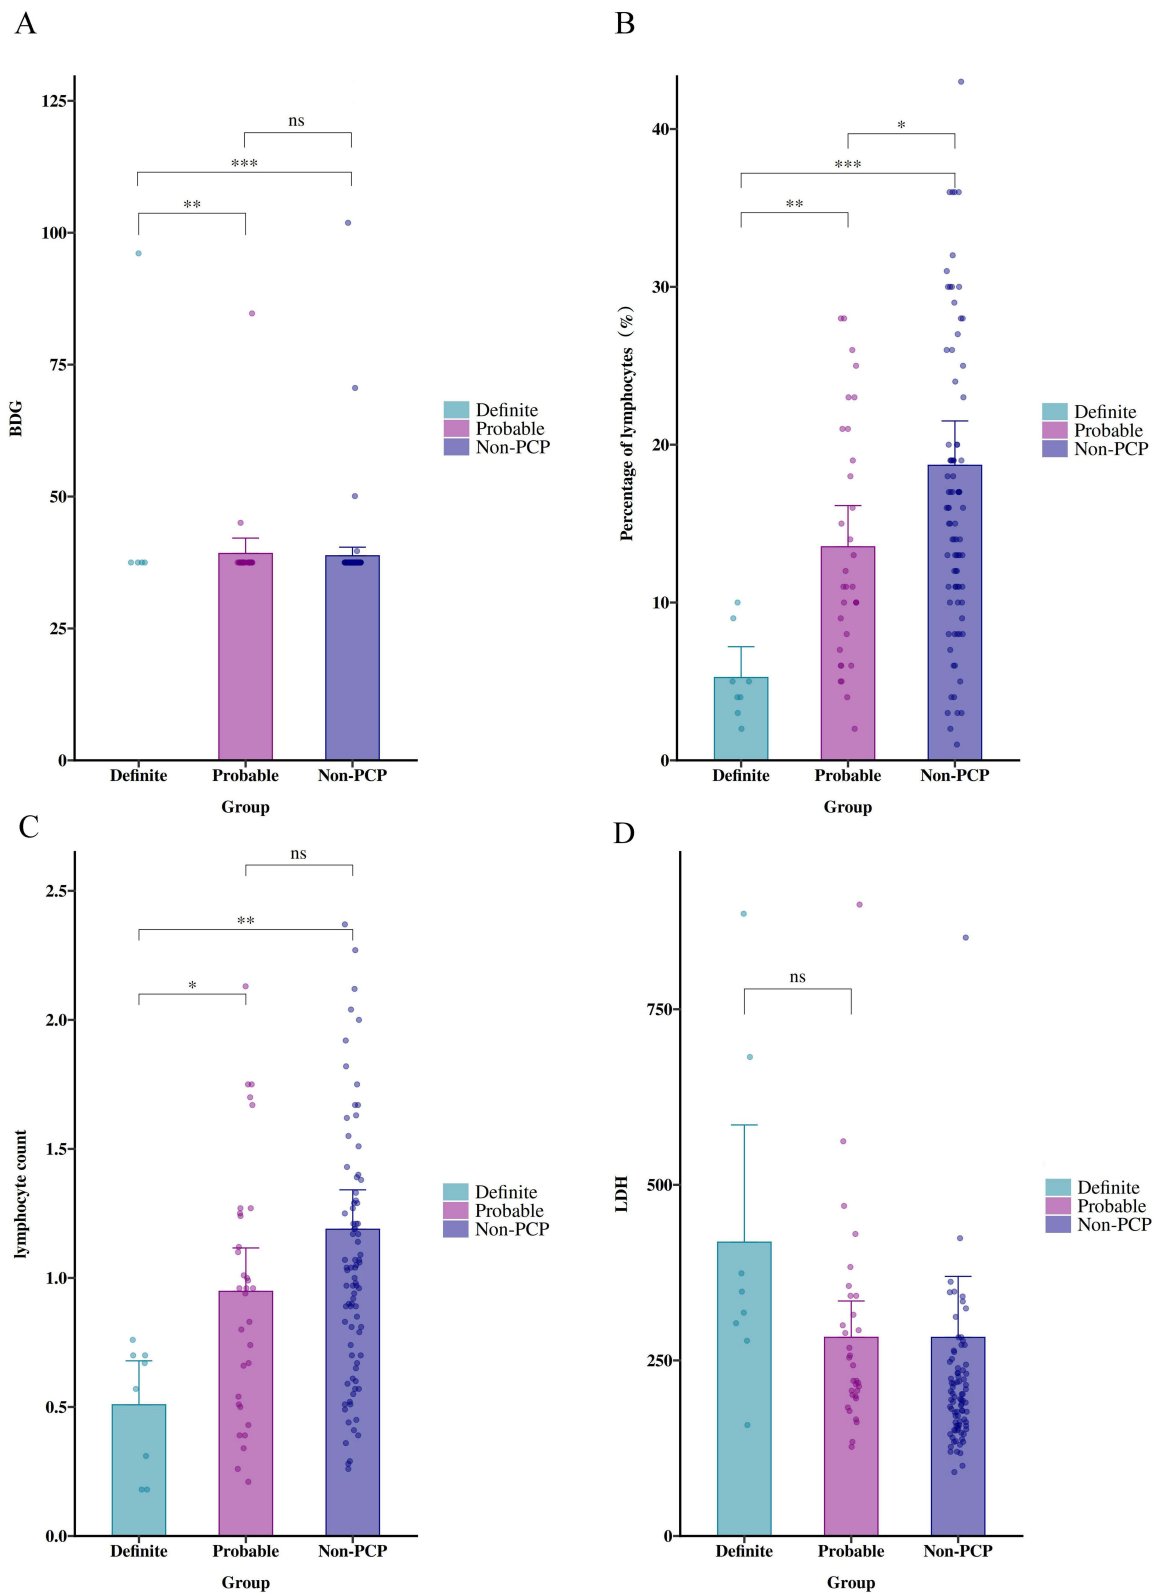 A
BDG
125
100
75
50
25
0
ns
***
**
Definite
Probable
Non-PCP
Group
Definite
Probable
Non-PCP
B
Percentage of lymphocytes（%）
40
30
20
10
0
*
***
**
Definite
Probable
Non-PCP
Group
Definite
Probable
Non-PCP
C
lymphocyte count
2.5
2.0
1.5
1.0
0.5
0.0
ns
**
*
Definite
Probable
Non-PCP
Group
Definite
Probable
Non-PCP
D
LDH
750
500
250
0
ns
Definite
Probable
Non-PCP
Group
Definite
Probable
Non-PCP